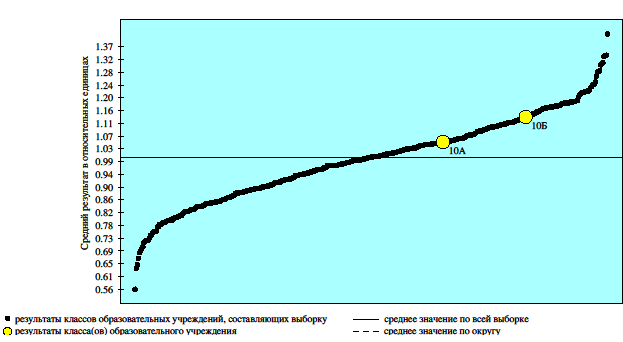 Средний результат в относительных единицах
1.37
1.32
1.28
1.24
1.20
1.16
1.11
1.07
1.03
0.99
0.94
0.90
0.86
0.82
0.78
0.73
0.69
0.65
0.61
0.56
10А
10Б
результаты классов образовательных учреждений, составляющих выборку
среднее значение по всей выборке
результаты класса(ов) образовательного учреждения
среднее значение по округу